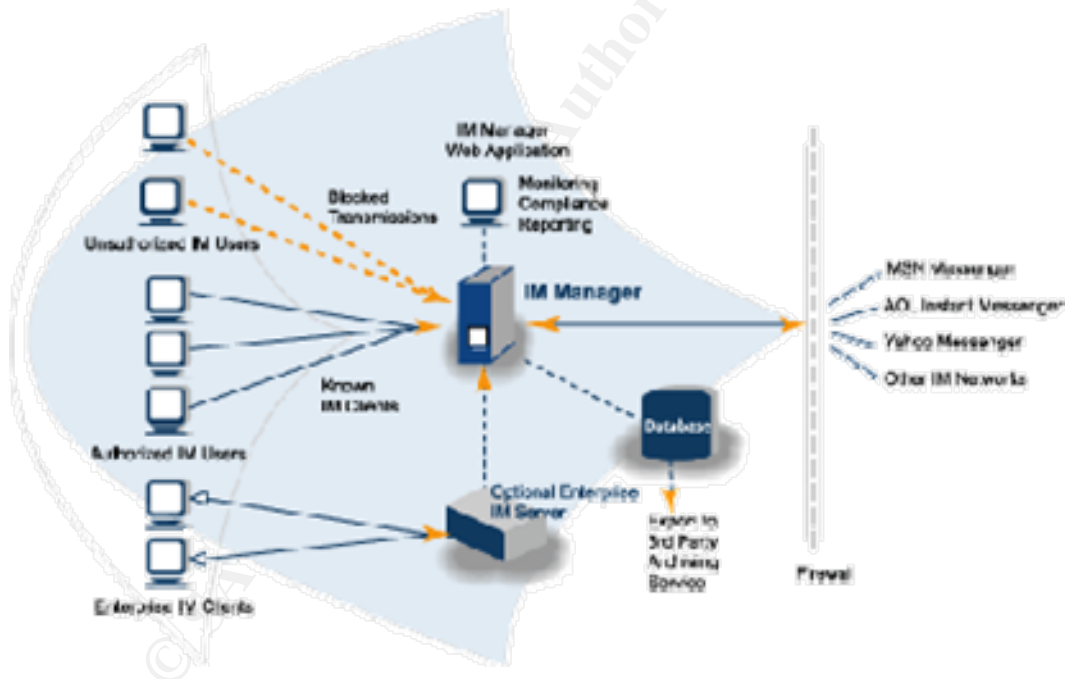 IM Manager
Web Application
Monitoring
Compliance
Reporting
Blocked
Transmissions
Unauthorized IM Users
IM Manager
MSN Messenger
AOL Instant Messenger
Yahoo Messenger
Other IM Networks
Known
IM Clients
Authorized IM Users
Database
Optional Enterprise
IM Server
Export to
3rd Party
Archiving
Service
Firewall
Enterprise IM Clients
© Author